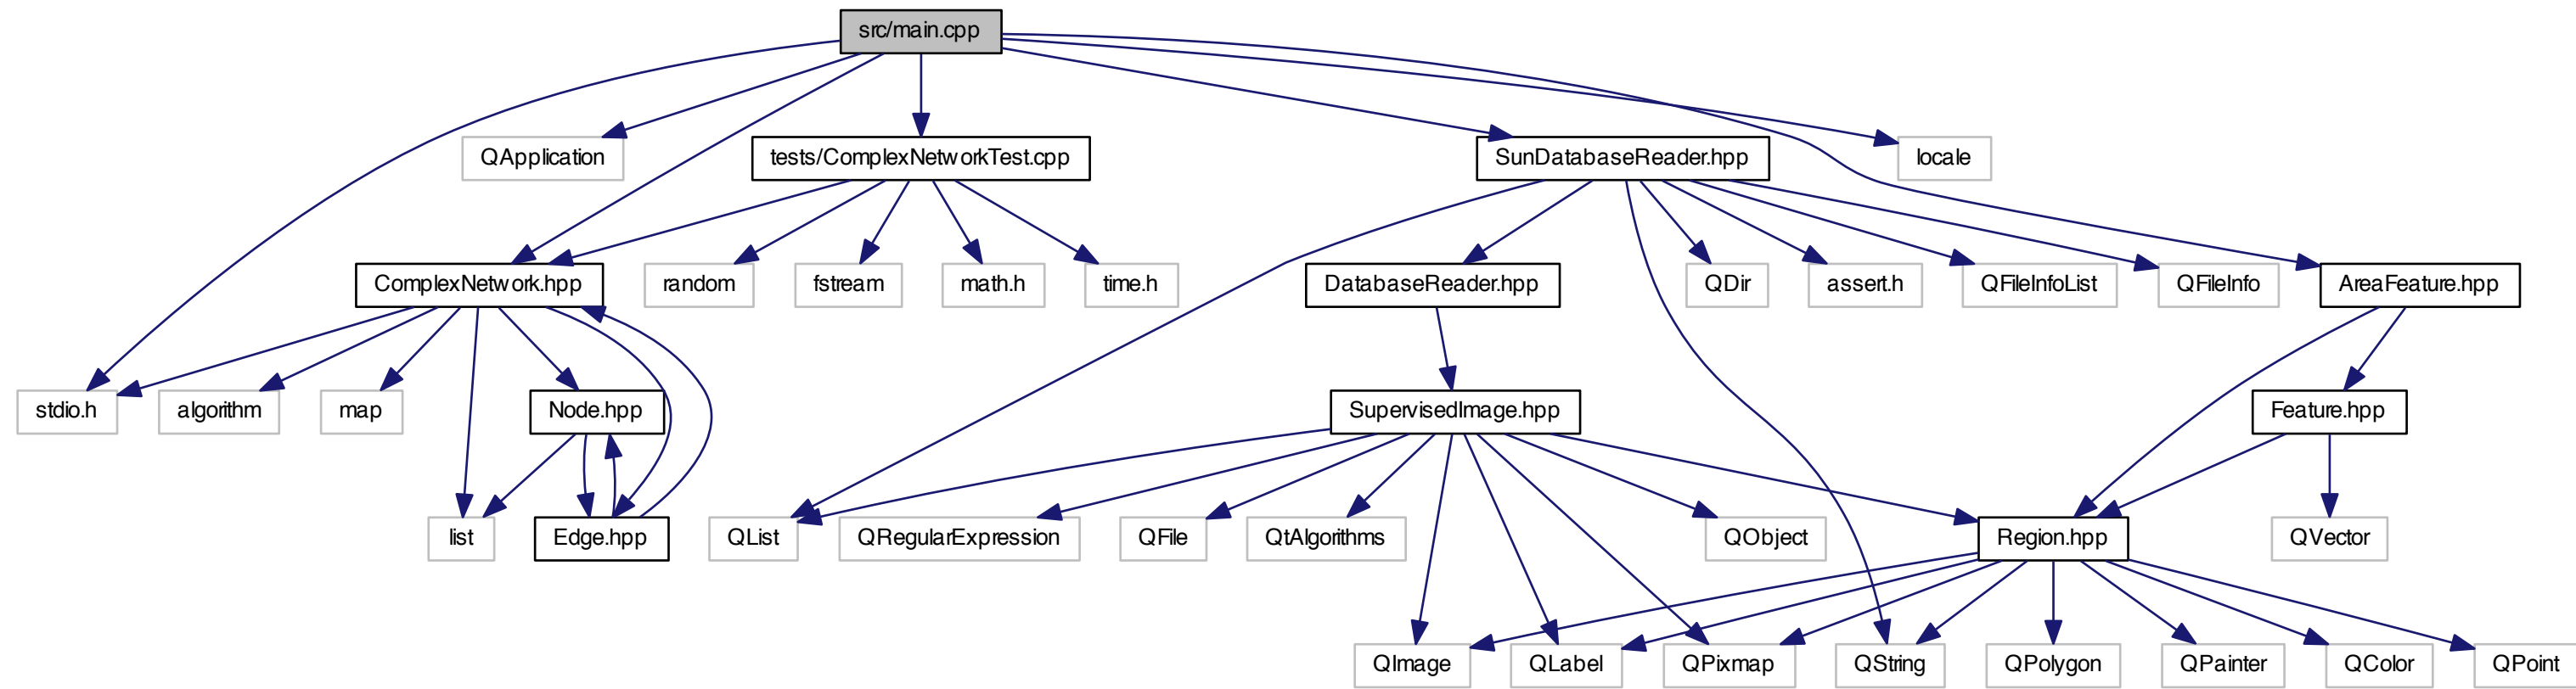 src/main.cpp
QApplication
tests/ComplexNetworkTest.cpp
SunDatabaseReader.hpp
locale
ComplexNetwork.hpp
random
fstream
math.h
time.h
DatabaseReader.hpp
QDir
assert.h
QFileInfoList
QFileInfo
AreaFeature.hpp
stdio.h
algorithm
map
Node.hpp
SupervisedImage.hpp
Feature.hpp
list
Edge.hpp
QList
QRegularExpression
QFile
QtAlgorithms
QObject
Region.hpp
QVector
QImage
QLabel
QPixmap
QString
QPolygon
QPainter
QColor
QPoint